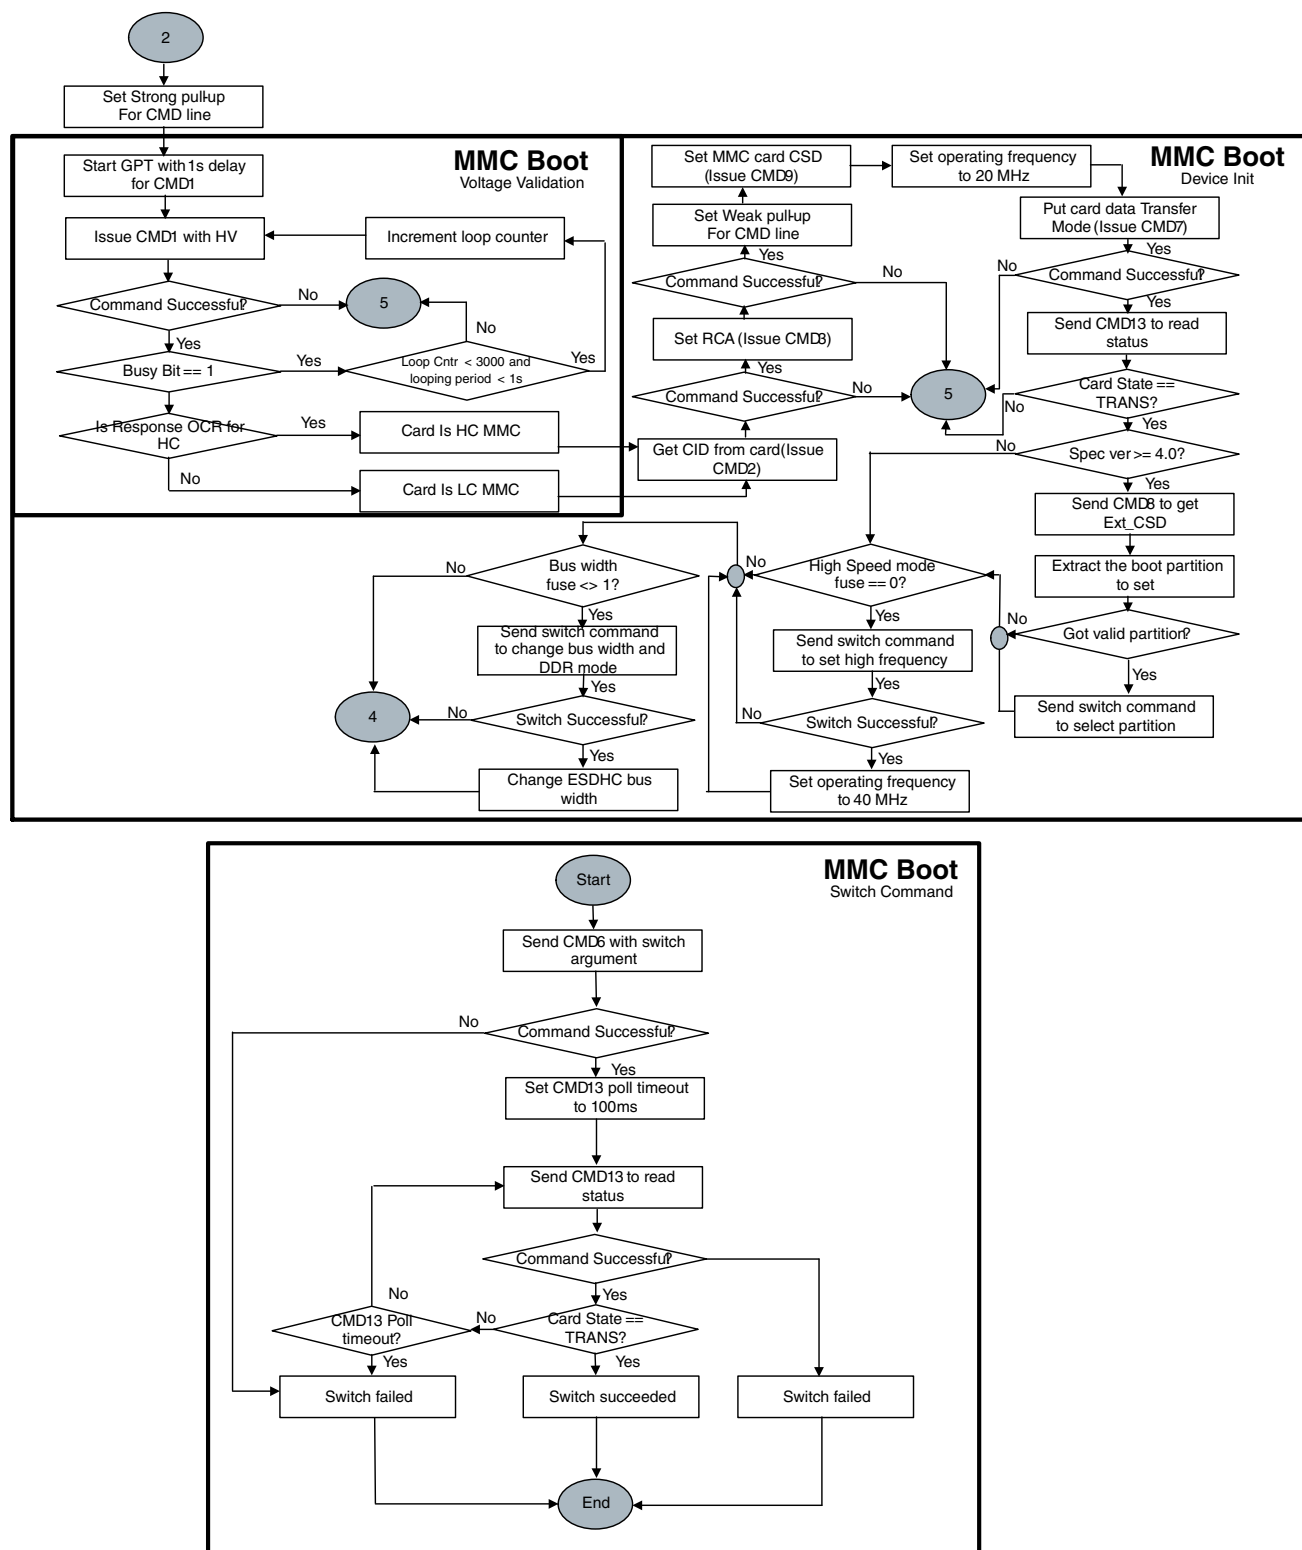 2
Set Strong pull-up
For CMD line
MMC Boot
Voltage Validation
Start GPT with 1s delay
for CMD1
Issue CMD1 with HV
Increment loop counter
Command Successful?
No
5
Yes
No
Busy Bit == 1
Yes
Loop Cntr < 3000 and
looping period < 1s
Yes
Is Response OCR for
HC
Yes
Card Is HC MMC
No
Card Is LC MMC
MMC Boot
Device Init
Set MMC card CSD
(Issue CMD9)
Set operating frequency
to 20 MHz
Set Weak pull-up
For CMD line
Put card data Transfer
Mode (Issue CMD7)
Yes
Yes
Command Successful?
No
No
Command Successful?
Yes
Set RCA (Issue CMD3)
Send CMD13 to read
status
Yes
Command Successful?
No
5
Card State ==
TRANS?
No
Yes
Get CID from card(Issue
CMD2)
No
Spec ver >= 4.0?
Yes
Send CMD8 to get
Ext_CSD
Extract the boot partition
to set
No
Got valid partition?
Yes
Send switch command
to select partition
No
High Speed mode
fuse == 0?
Yes
Send switch command
to set high frequency
Yes
No
Switch Successful?
Yes
Set operating frequency
to 40 MHz
No
Bus width
fuse <> 1?
Yes
Send switch command
to change bus width and
DDR mode
Yes
4
No
Switch Successful?
Yes
Change ESDHC bus
width
MMC Boot
Switch Command
Start
Send CMD6 with switch
argument
No
Command Successful?
Yes
Set CMD13 poll timeout
to 100ms
Send CMD13 to read
status
Command Successful?
Yes
No
CMD13 Poll
timeout?
No
Card State ==
TRANS?
Yes
Yes
Switch failed
Switch succeeded
Switch failed
End